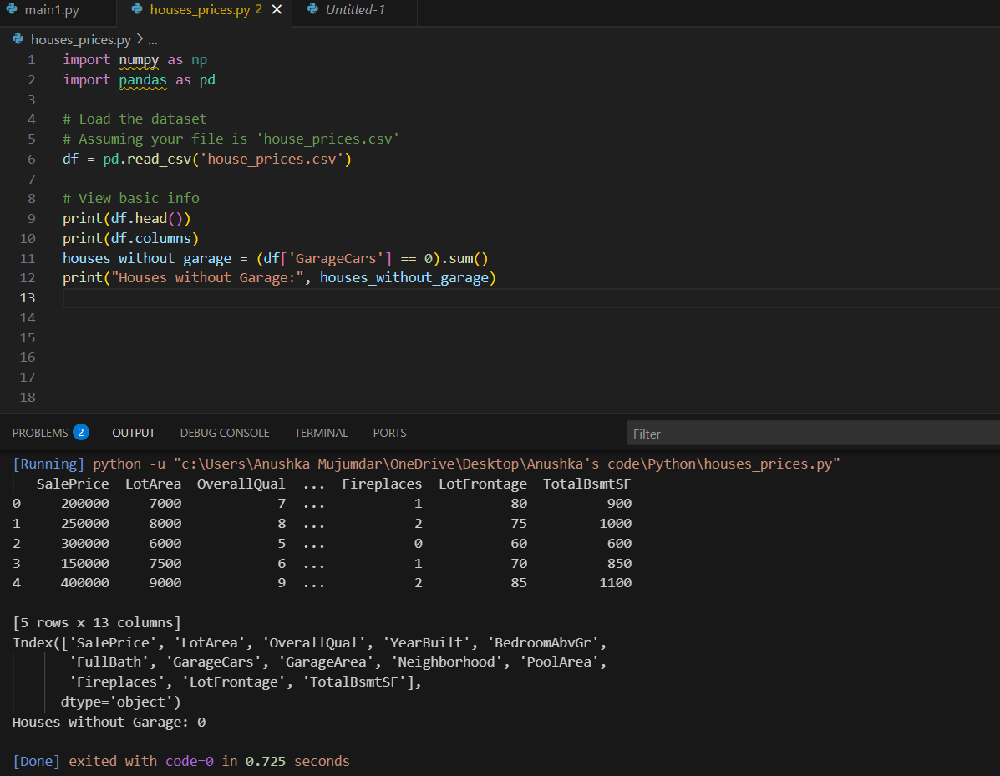 main1.py houses_prices.py 2 Untitled-1
houses_prices.py > ...
1 import numpy as np
2 import pandas as pd
3
4 # Load the dataset
5 # Assuming your file is 'house_prices.csv'
6 df = pd.read_csv('house_prices.csv')
7
8 # View basic info
9 print(df.head())
10 print(df.columns)
11 houses_without_garage = (df['GarageCars'] == 0).sum()
12 print("Houses without Garage:", houses_without_garage)
13
14
15
16
17
18
PROBLEMS 2 OUTPUT DEBUG CONSOLE TERMINAL PORTS Filter
[Running] python -u "c:\Users\Anushka Mujumdar\OneDrive\Desktop\Anushka's code\Python\houses_prices.py"
SalePrice LotArea OverallQual ... Fireplaces LotFrontage TotalBsmtSF
0 200000 7000 7 ... 1 80 900
1 250000 8000 8 ... 2 75 1000
2 300000 6000 5 ... 0 60 600
3 150000 7500 6 ... 1 70 850
4 400000 9000 9 ... 2 85 1100
[5 rows x 13 columns]
Index(['SalePrice', 'LotArea', 'OverallQual', 'YearBuilt', 'BedroomAbvGr',
'FullBath', 'GarageCars', 'GarageArea', 'Neighborhood', 'PoolArea',
'Fireplaces', 'LotFrontage', 'TotalBsmtSF'],
dtype='object')
Houses without Garage: 0
[Done] exited with code=0 in 0.725 seconds